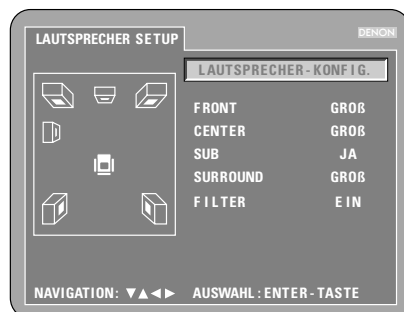 LAUTSPRECHER SETUP
DENON
LAUTSPRECHER-KONFIG.
FRONT GROß
CENTER GROß
SUB JA
SURROUND GROß
FILTER EIN
NAVIGATION: ▼▲◄► AUSWAHL: ENTER-TASTE